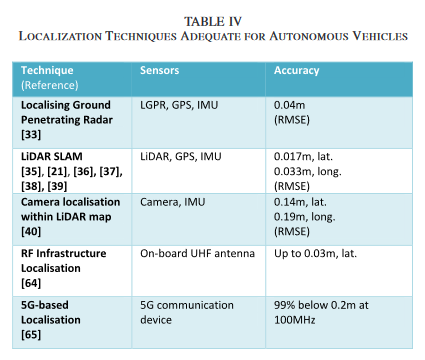 TABLE IV
LOCALIZATION TECHNIQUES ADEQUATE FOR AUTONOMOUS VEHICLES
Technique
(Reference)
Sensors
Accuracy
Localising Ground
Penetrating Radar
[33]
LGPR, GPS, IMU
0.04m
(RMSE)
LiDAR SLAM
[35], [21], [36], [37],
[38], [39]
LiDAR, GPS, IMU
0.017m, lat.
0.033m, long.
(RMSE)
Camera localisation
within LiDAR map
[40]
Camera, IMU
0.14m, lat.
0.19m, long.
(RMSE)
RF Infrastructure
Localisation
[64]
On-board UHF antenna
Up to 0.03m, lat.
5G-based
Localisation
[65]
5G communication
device
99% below 0.2m at
100MHz